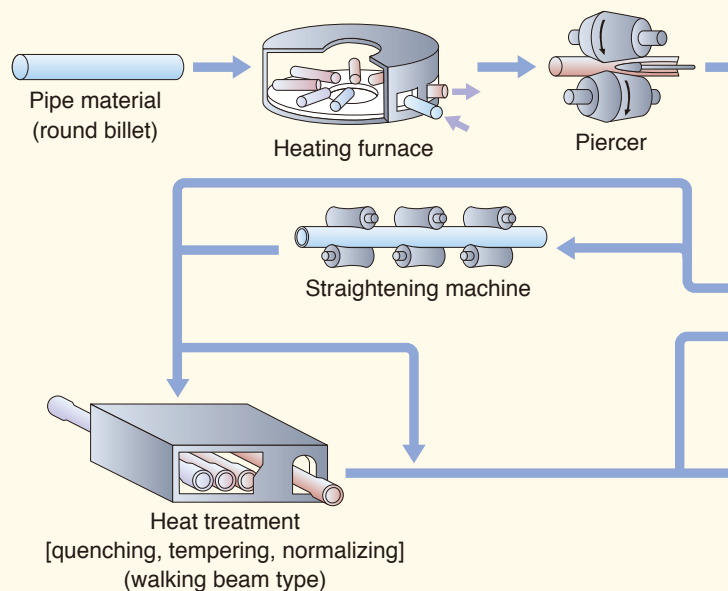 Pipe material
(round billet)
Heating furnace
Piercer
Straightening machine
Heat treatment
[quenching, tempering, normalizing]
(walking beam type)